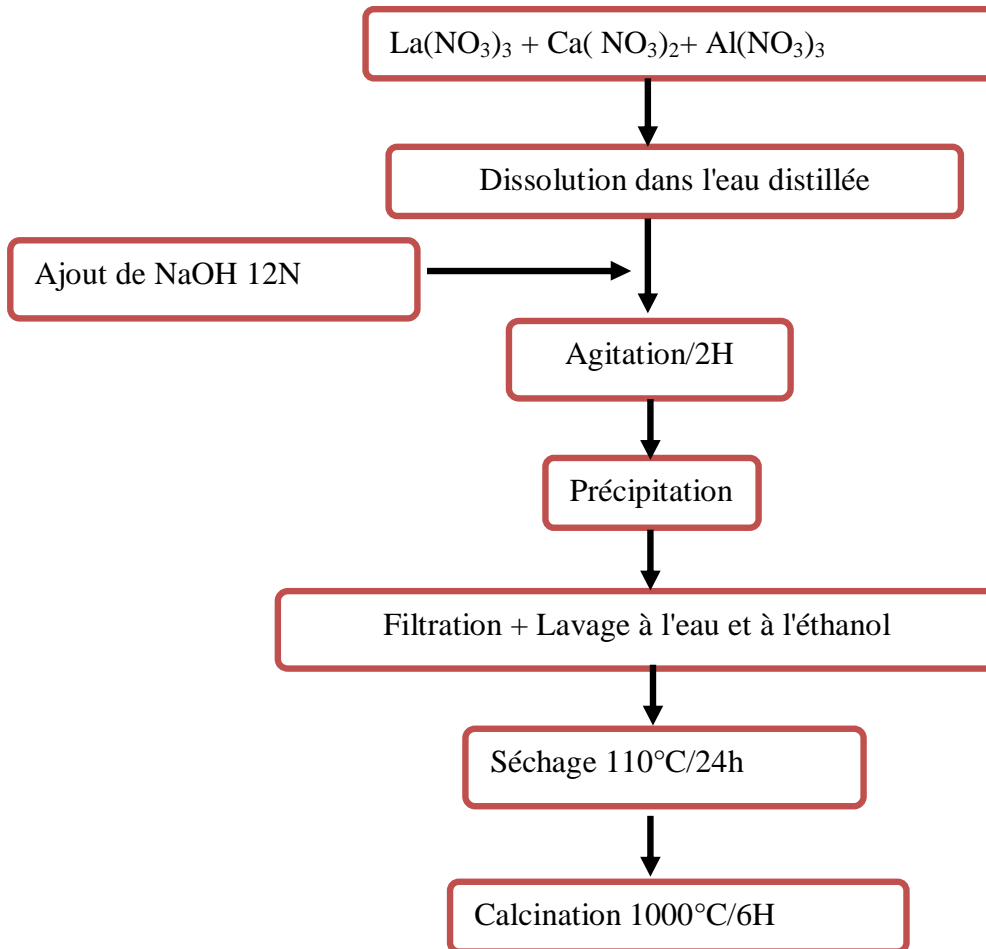 La(NO₃)₃ + Ca( NO₃)₂+ Al(NO₃)₃
Dissolution dans l'eau distillée
Ajout de NaOH 12N
Agitation/2H
Précipitation
Filtration + Lavage à l'eau et à l'éthanol
Séchage 110°C/24h
Calcination 1000°C/6H